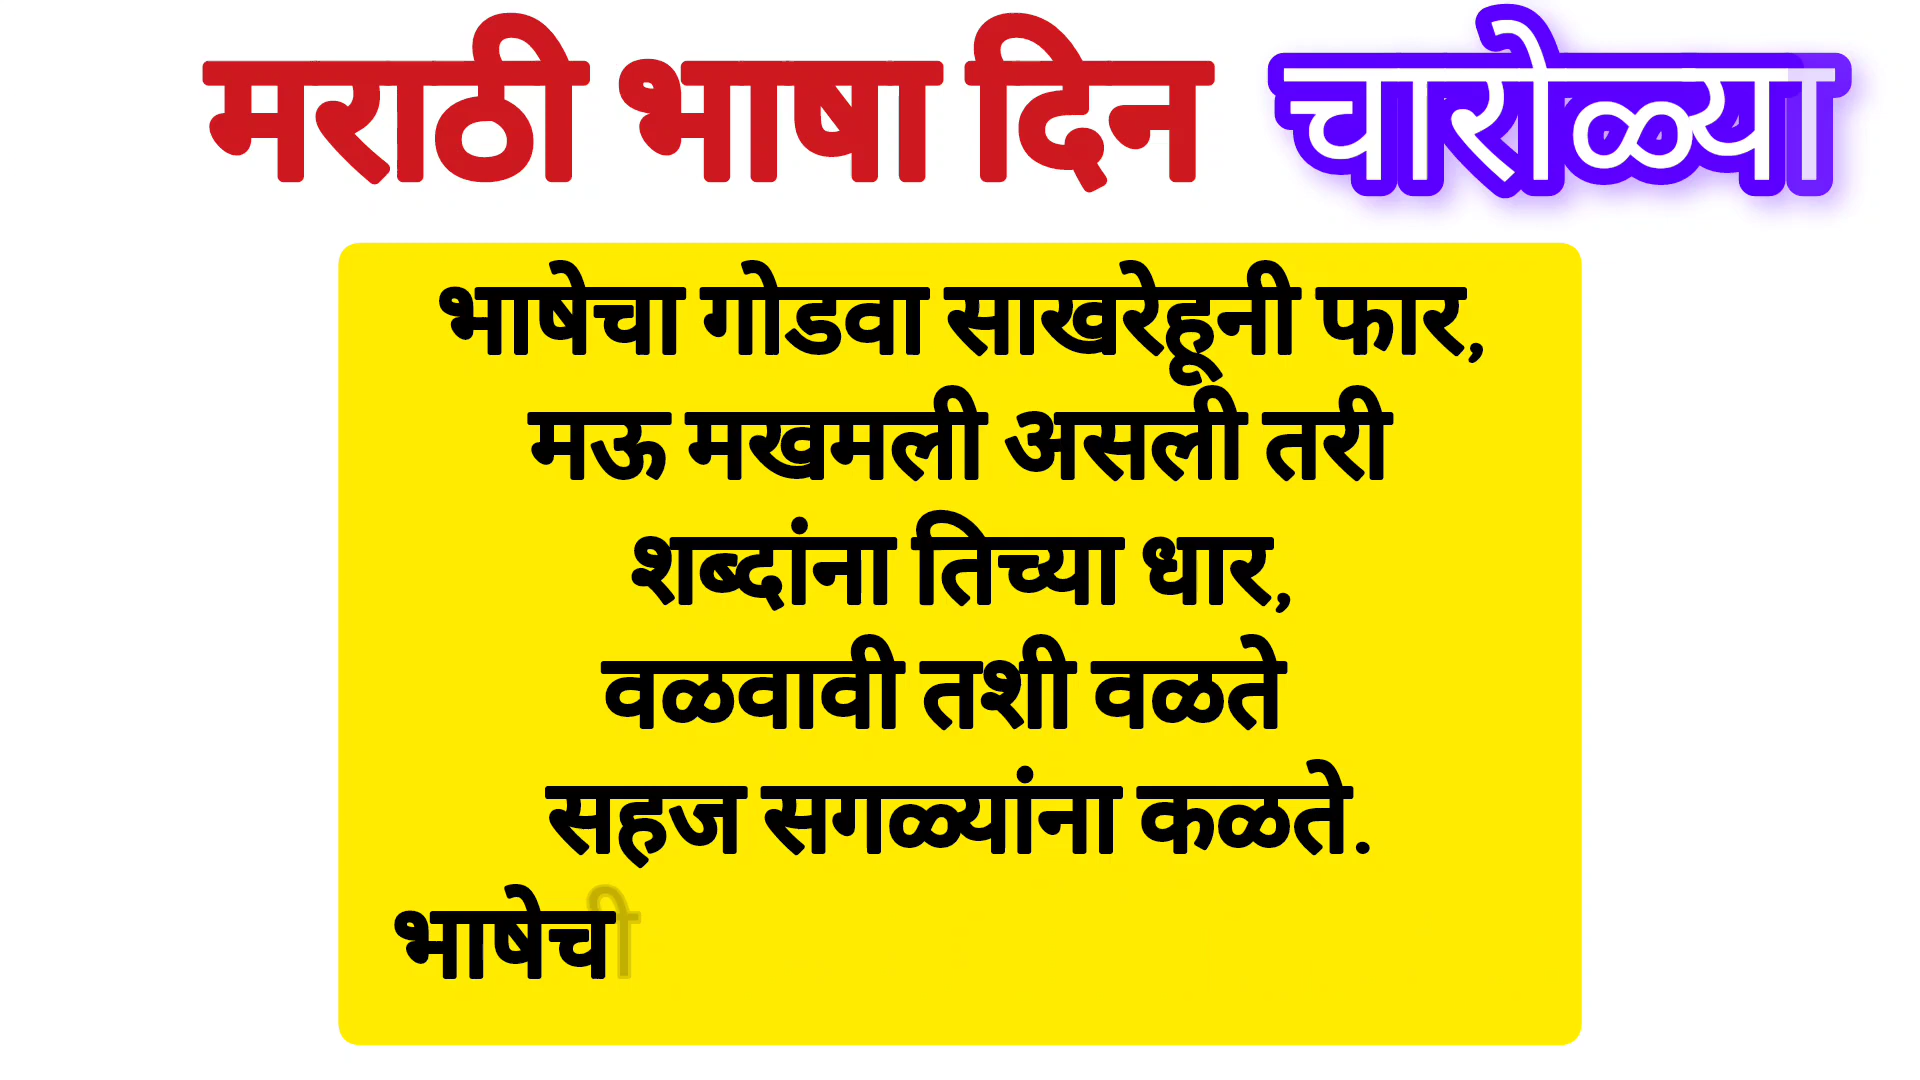 मराठी भाषा दिन चारोळ्या
भाषेचा गोडवा साखरेहूनी फार,
मऊ मखमली असली तरी
शब्दांना तिच्या धार,
वळवावी तशी वळते
सहज सगळ्यांना कळते.
भाषेची